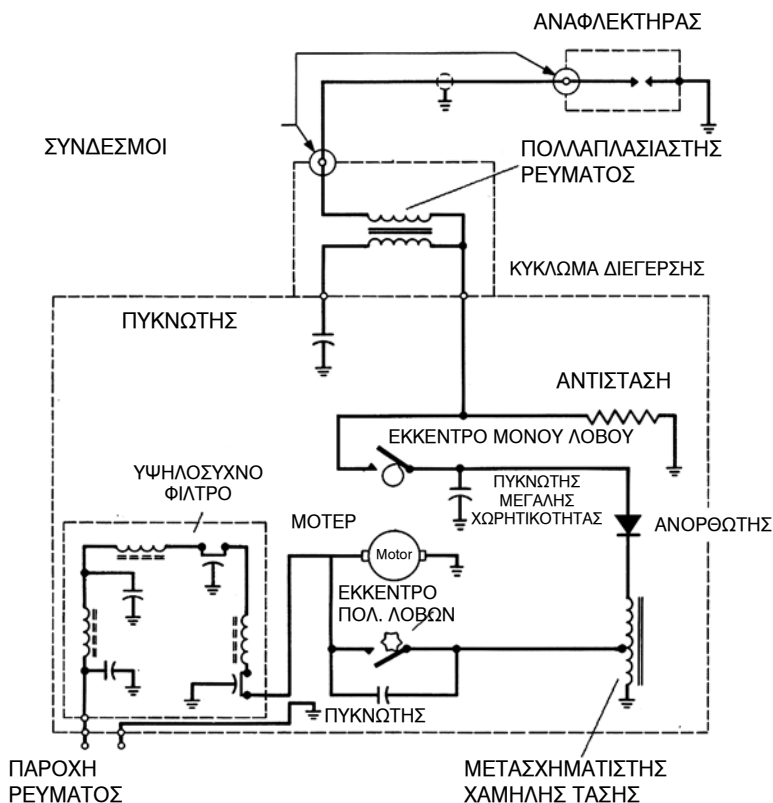 ΑΝΑΦΛΕΚΤΗΡΑΣ
ΣΥΝΔΕΣΜΟΙ
ΠΟΛΛΑΠΛΑΣΙΑΣΤΗΣ
ΡΕΥΜΑΤΟΣ
ΚΥΚΛΩΜΑ ΔΙΕΓΕΡΣΗΣ
ΠΥΚΝΩΤΗΣ
ΑΝΤΙΣΤΑΣΗ
ΕΚΚΕΝΤΡΟ ΜΟΝΟΥ ΛΟΒΟΥ
ΥΨΗΛΟΣΥΧΝΟ
ΦΙΛΤΡΟ
ΠΥΚΝΩΤΗΣ
ΜΕΓΑΛΗΣ
ΧΩΡΗΤΙΚΟΤΗΤΑΣ
ΜΟΤΕΡ
ΑΝΟΡΘΩΤΗΣ
Motor
ΕΚΚΕΝΤΡΟ
ΠΟΛ. ΛΟΒΩΝ
ΠΥΚΝΩΤΗΣ
ΠΑΡΟΧΗ
ΡΕΥΜΑΤΟΣ
ΜΕΤΑΣΧΗΜΑΤΙΣΤΗΣ
ΧΑΜΗΛΗΣ ΤΑΣΗΣ